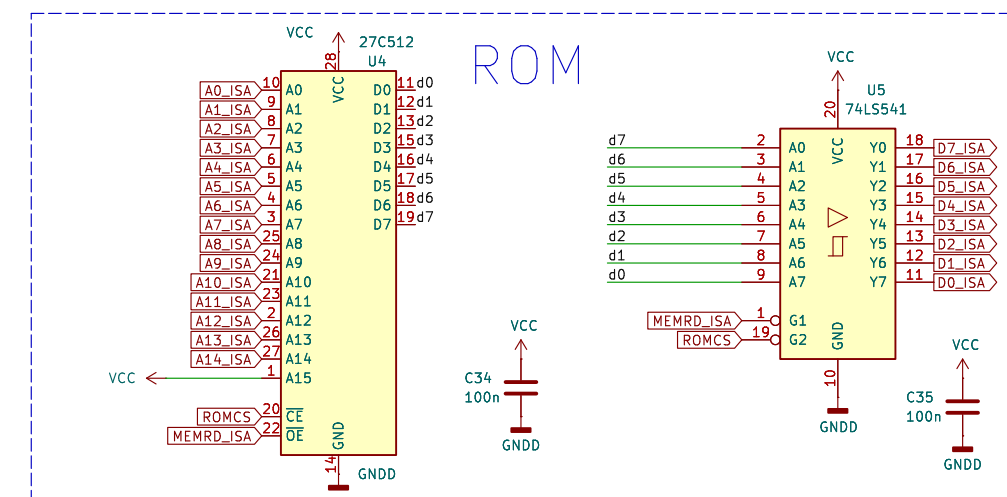 ROM
VCC
27C512
U4
28
VCC
A0_ISA 10 A0 D0 11 d0
A1_ISA 9 A1 D1 12 d1
A2_ISA 8 A2 D2 13 d2
A3_ISA 7 A3 D3 15 d3
A4_ISA 6 A4 D4 16 d4
A5_ISA 5 A5 D5 17 d5
A6_ISA 4 A6 D6 18 d6
A7_ISA 3 A7 D7 19 d7
A8_ISA 25 A8
A9_ISA 24 A9
A10_ISA 21 A10
A11_ISA 23 A11
A12_ISA 2 A12
A13_ISA 26 A13
A14_ISA 27 A14
VCC 1 A15
ROMCS 20 CE
MEMRD_ISA 22 OE
GND
14
GNDD
VCC
C34
100n
GNDD
VCC
U5
74LS541
20
VCC
d7 2 A0 Y0 18 D7_ISA
d6 3 A1 Y1 17 D6_ISA
d5 4 A2 Y2 16 D5_ISA
d4 5 A3 Y3 15 D4_ISA
d3 6 A4 Y4 14 D3_ISA
d2 7 A5 Y5 13 D2_ISA
d1 8 A6 Y6 12 D1_ISA
d0 9 A7 Y7 11 D0_ISA
MEMRD_ISA 1 G1
ROMCS 19 G2
GND
10
GNDD
VCC
C35
100n
GNDD